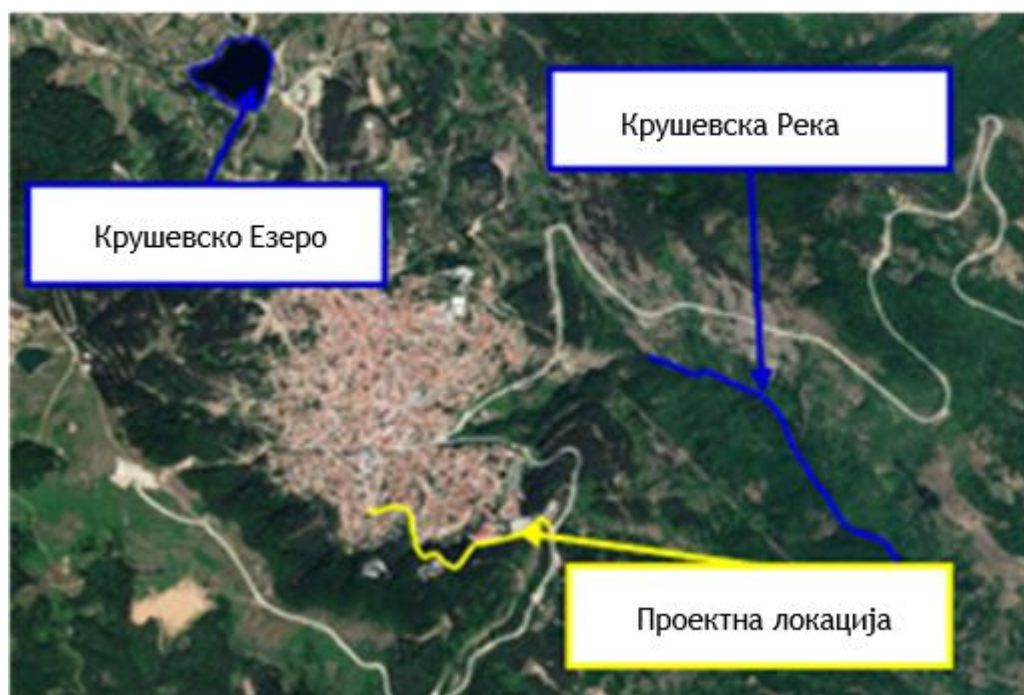 Крушевска Река
Крушевско Езеро
Проектна локација